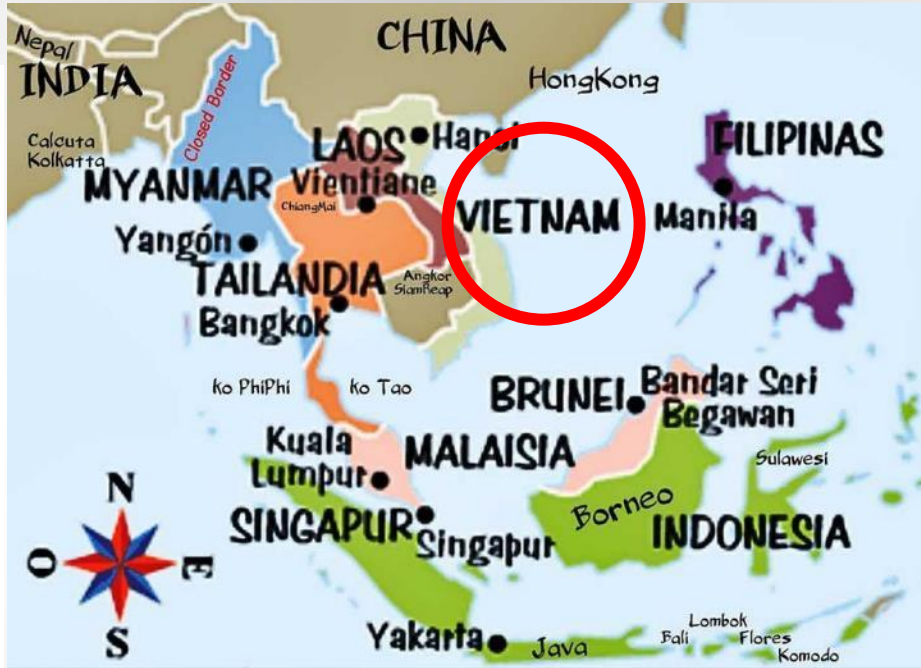 CHINA
Nepal
INDIA
HongKong
Closed Border
Calcuta
Kolkatta
LAOS
Hanoi
FILIPINAS
MYANMAR
Vientiane
ChiangMai
VIETNAM
Manila
Yangón
TAILANDIA
Angkor
SiamReap
Bangkok
Ko PhiPhi
Ko Tao
BRUNEI
Bandar Seri
Begawan
Kuala
Lumpur
MALAISIA
Sulawesi
N
Borneo
SINGAPUR
Singapur
INDONESIA
O
E
S
Yakarta
Java
Bali
Lombok
Flores
Komodo